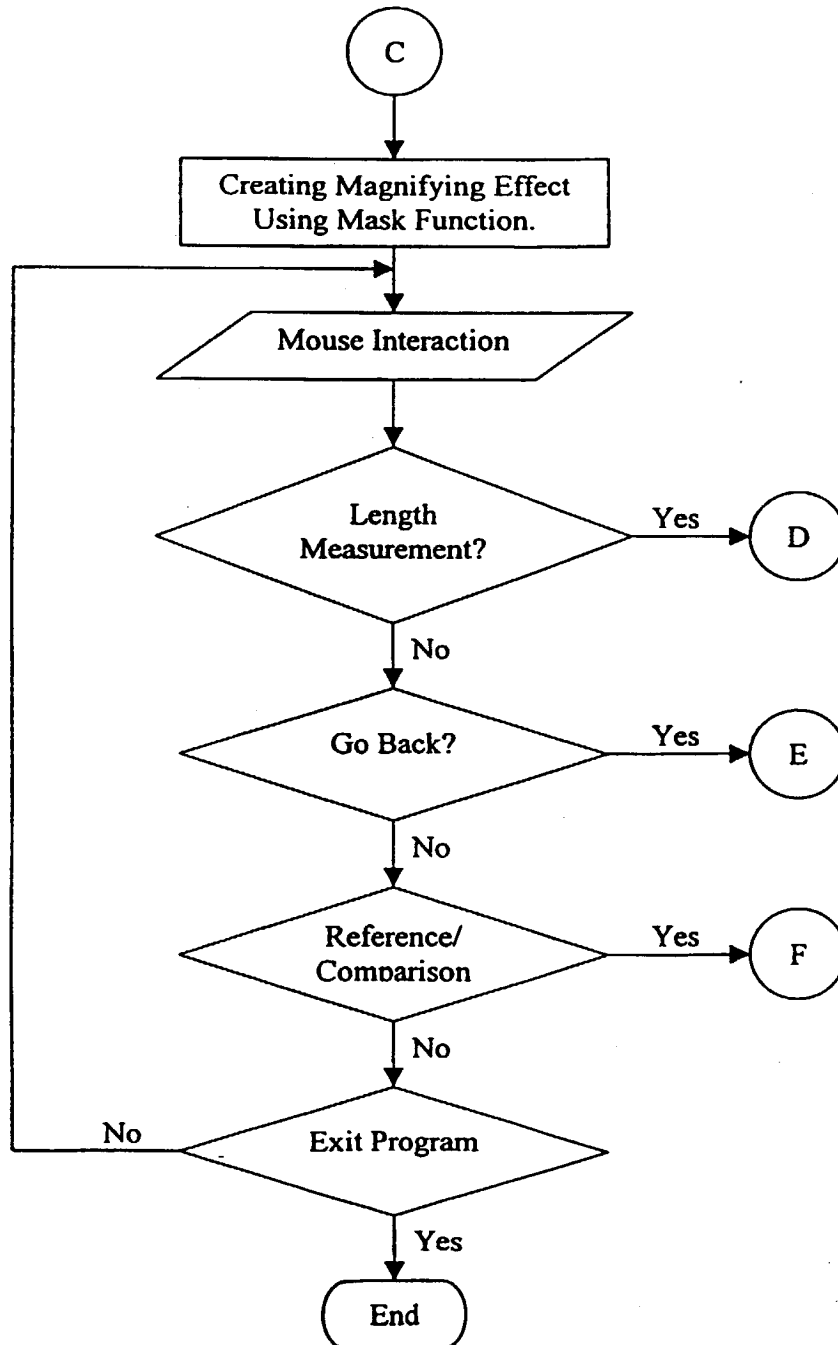 C
Creating Magnifying Effect
Using Mask Function.
Mouse Interaction
Length
Measurement?
Yes
D
No
Go Back?
Yes
E
No
Reference/
Comparison
Yes
F
No
Exit Program
No
Yes
End